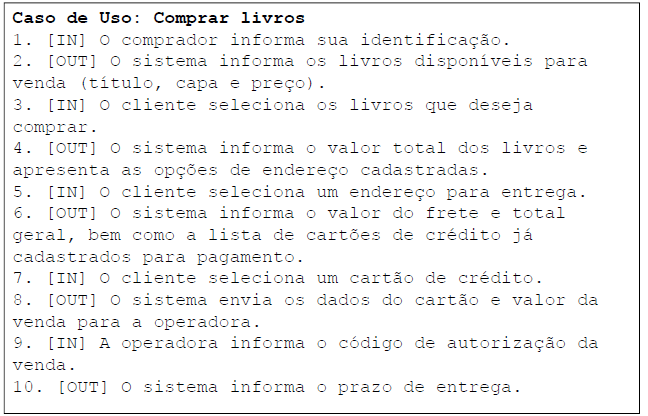 Caso de Uso: Comprar livros
1. [IN] O comprador informa sua identificação.
2. [OUT] O sistema informa os livros disponíveis para
venda (título, capa e preço).
3. [IN] O cliente seleciona os livros que deseja
comprar.
4. [OUT] O sistema informa o valor total dos livros e
apresenta as opções de endereço cadastradas.
5. [IN] O cliente seleciona um endereço para entrega.
6. [OUT] O sistema informa o valor do frete e total
geral, bem como a lista de cartões de crédito já
cadastrados para pagamento.
7. [IN] O cliente seleciona um cartão de crédito.
8. [OUT] O sistema envia os dados do cartão e valor da
venda para a operadora.
9. [IN] A operadora informa o código de autorização da
venda.
10. [OUT] O sistema informa o prazo de entrega.